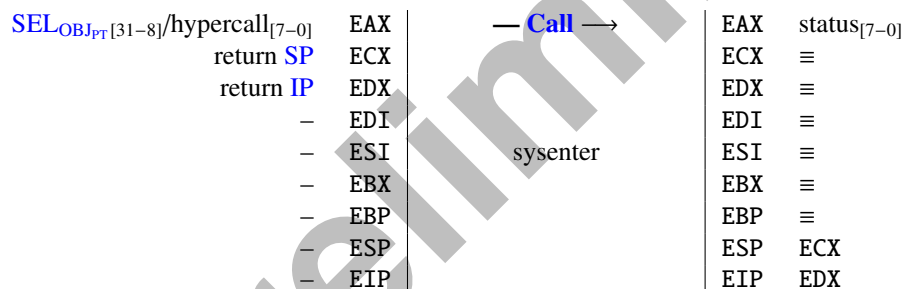 SEL_OBJ_PT [31–8]/hypercall[7–0] EAX — Call → EAX status[7–0]
return SP ECX ECX ≡
return IP EDX EDX ≡
– EDI EDI ≡
– ESI sysenter ESI ≡
– EBX EBX ≡
– EBP EBP ≡
– ESP ESP ECX
– EIP EIP EDX